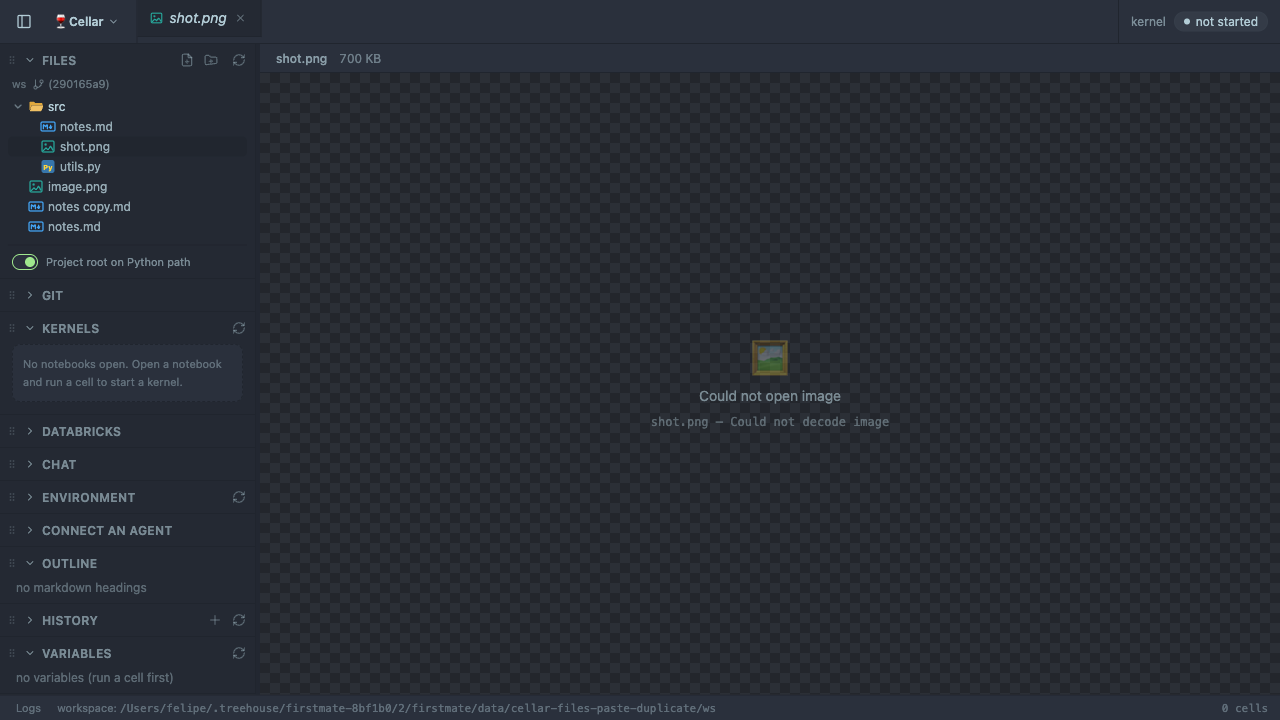 Cellar
shot.png
kernel
not started
FILES
shot.png 700 KB
ws (290165a9)
src
notes.md
shot.png
utils.py
image.png
notes copy.md
notes.md
Project root on Python path
GIT
KERNELS
No notebooks open. Open a notebook
and run a cell to start a kernel.
Could not open image
shot.png — Could not decode image
DATABRICKS
CHAT
ENVIRONMENT
CONNECT AN AGENT
OUTLINE
no markdown headings
HISTORY
VARIABLES
no variables (run a cell first)
Logs workspace: /Users/felipe/.treehouse/firstmate-8bf1b0/2/firstmate/data/cellar-files-paste-duplicate/ws 0 cells